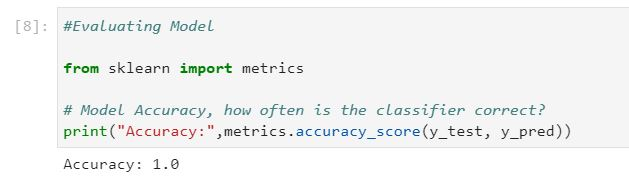 [8]: #Evaluating Model
from sklearn import metrics
# Model Accuracy, how often is the classifier correct?
print("Accuracy:",metrics.accuracy_score(y_test, y_pred))
Accuracy: 1.0